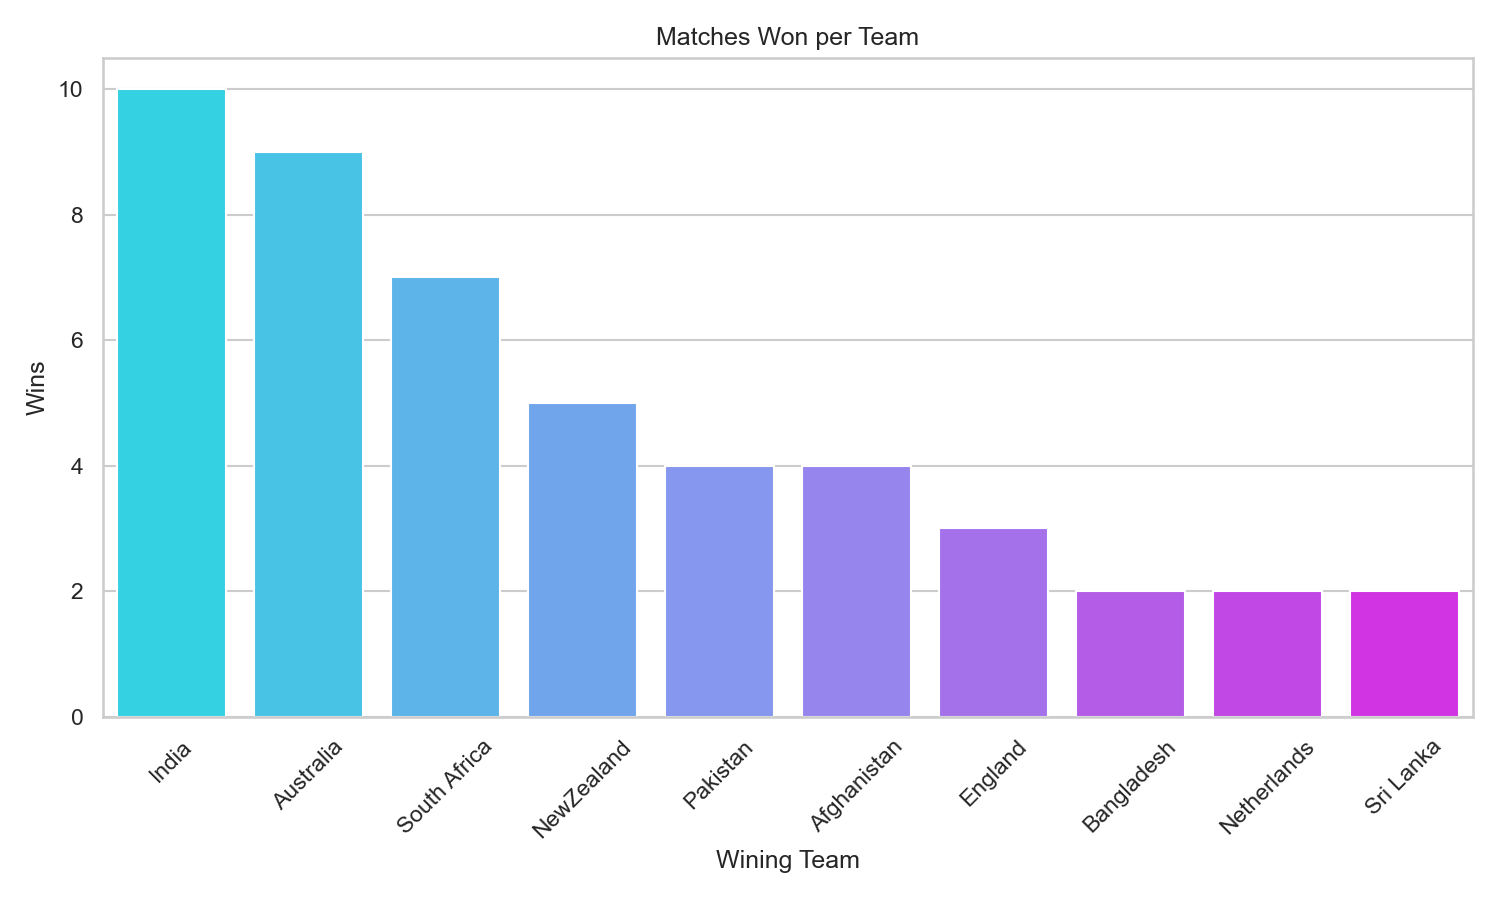 Matches Won per Team
10
8
6
4
2
0
Wins
India
Australia
South Africa
NewZealand
Pakistan
Afghanistan
England
Bangladesh
Netherlands
Sri Lanka
Wining Team